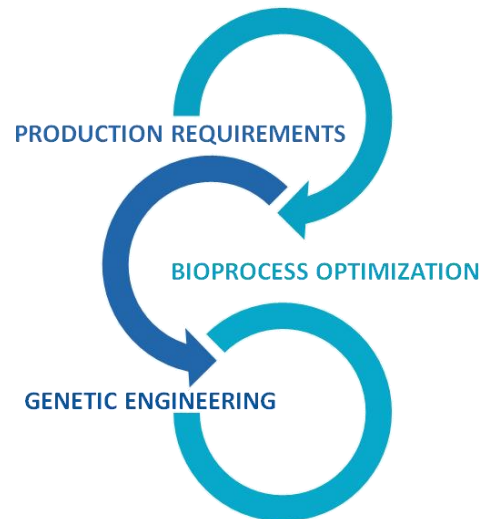 PRODUCTION REQUIREMENTS
BIOPROCESS OPTIMIZATION
GENETIC ENGINEERING